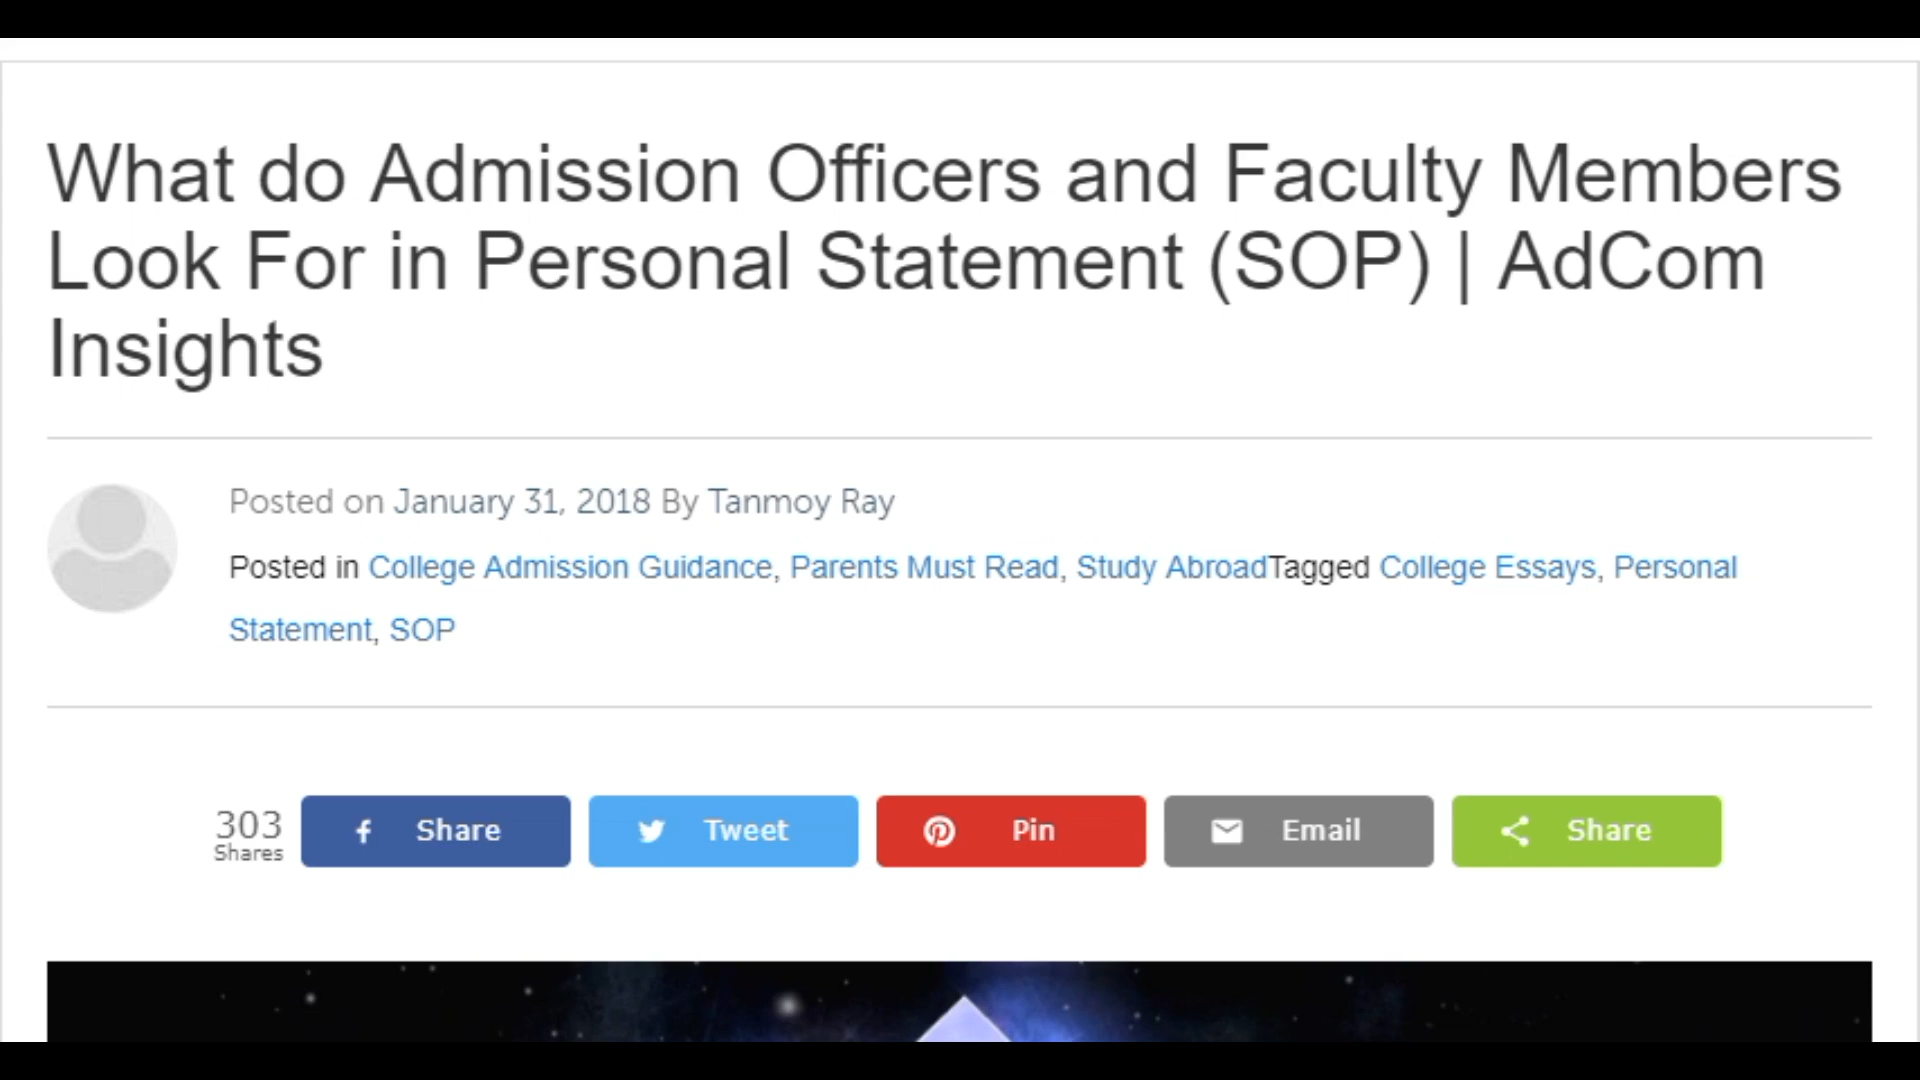 What do Admission Officers and Faculty Members
Look For in Personal Statement (SOP) | AdCom
Insights
Posted on January 31, 2018 By Tanmoy Ray
Posted in College Admission Guidance, Parents Must Read, Study AbroadTagged College Essays, Personal
Statement, SOP
303
Shares
Share
Tweet
Pin
Email
Share